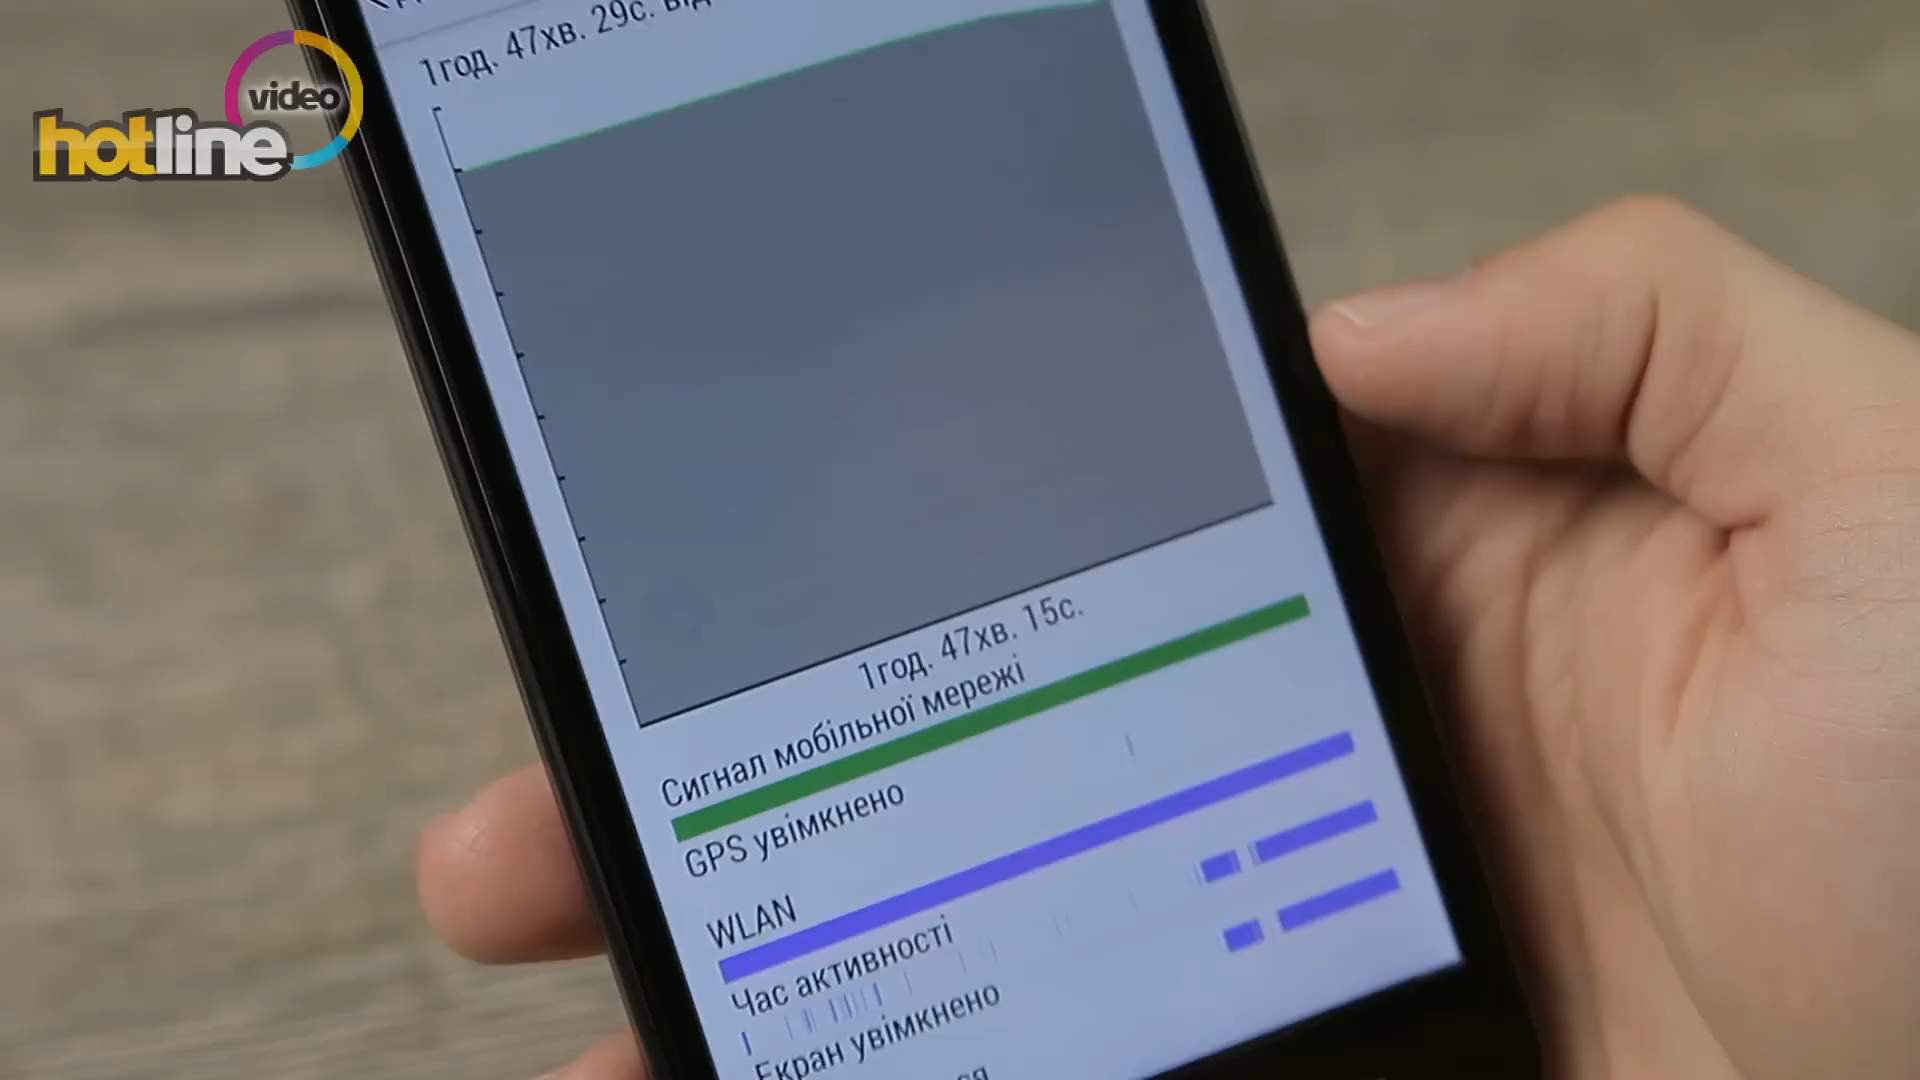 1год. 47хв. 29с.
video
hotline
1год. 47хв. 15с.
Сигнал мобільної мережі
GPS увімкнено
WLAN
Час активності
Екран увімкнено